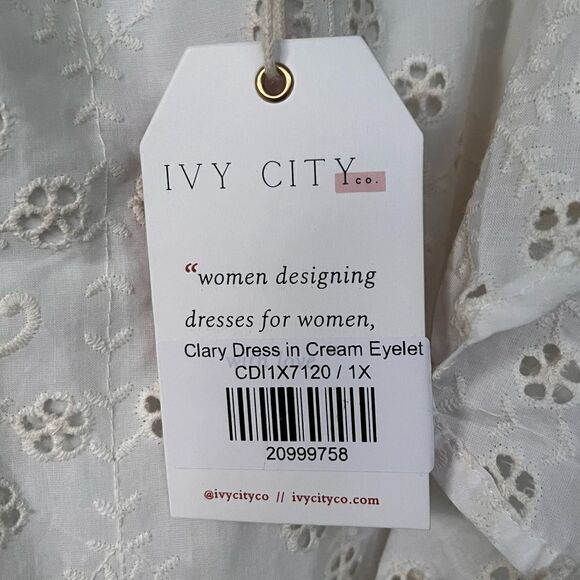 IVY CITY co.
“women designing
dresses for women,
Clary Dress in Cream Eyelet
CDI1X7120 / 1X
20999758
@ivycityco // ivycityco.com